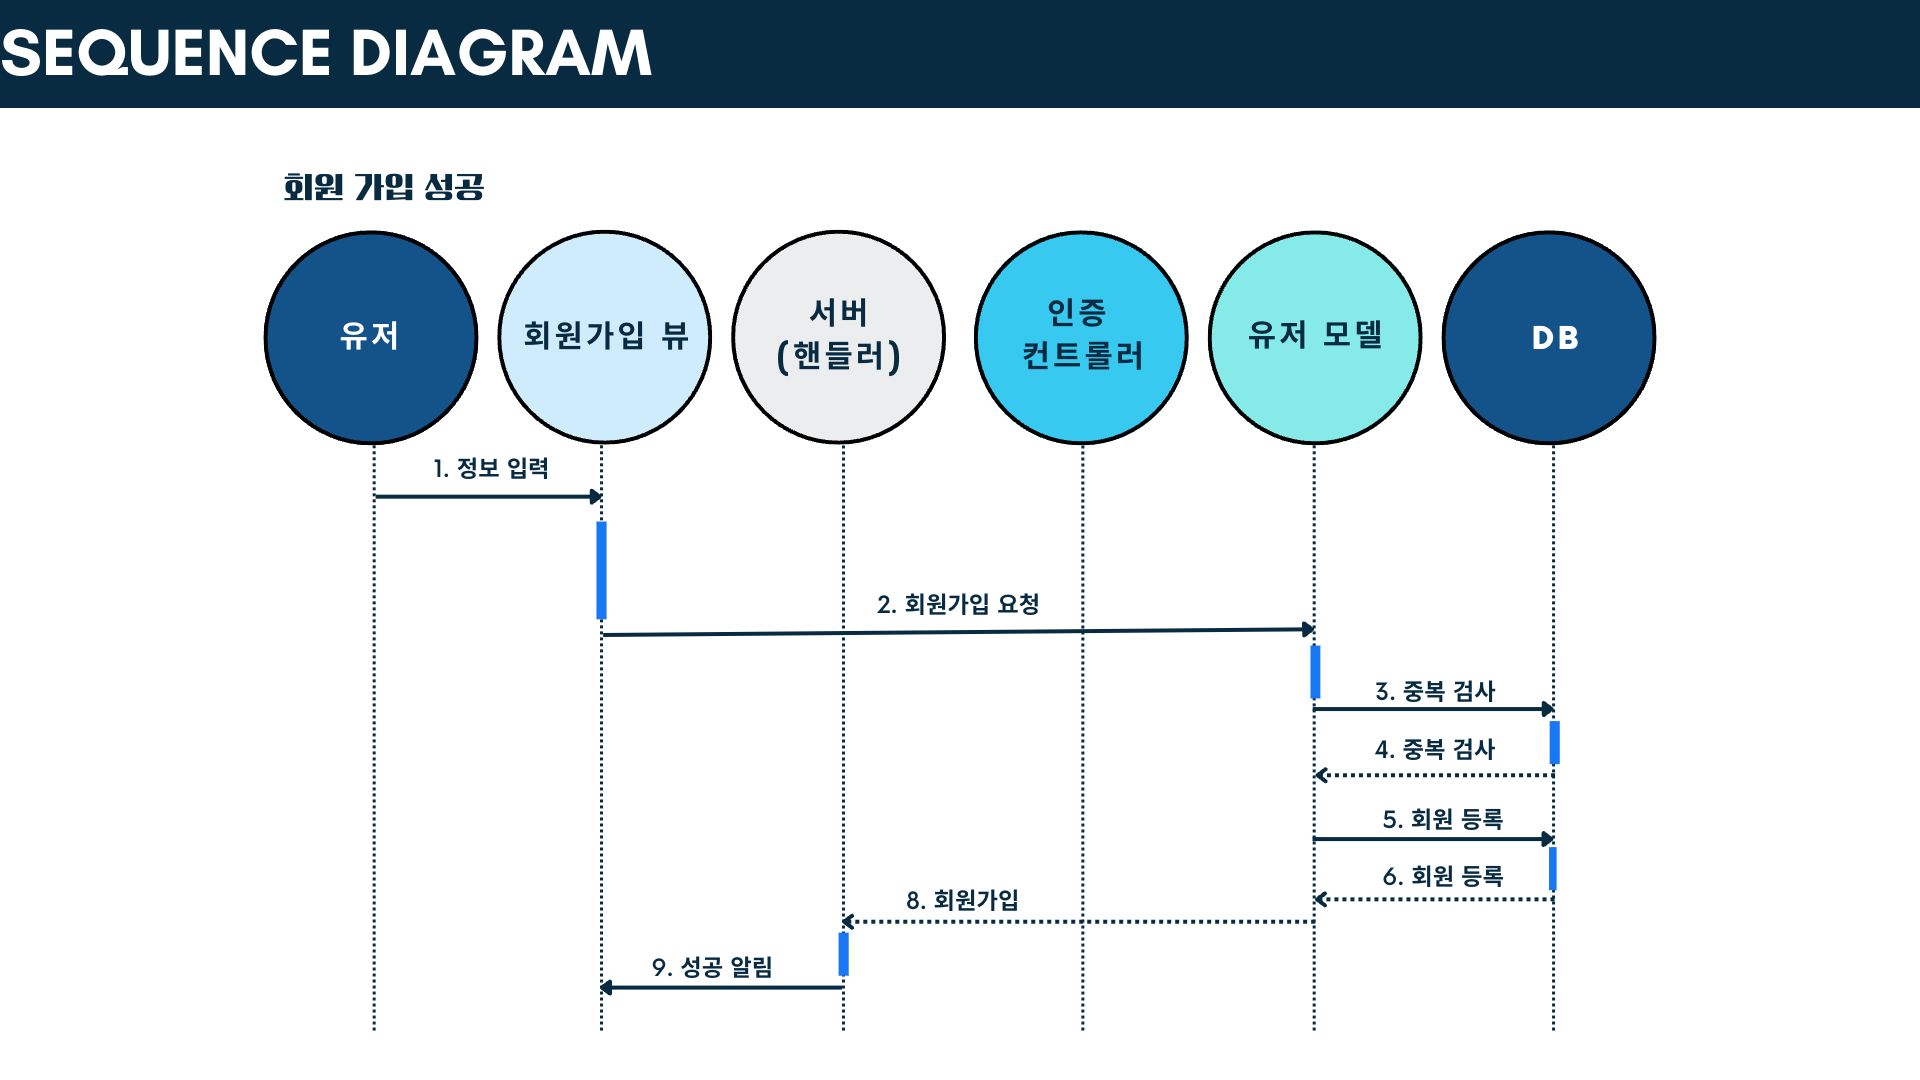 SEQUENCE DIAGRAM
회원 가입 성공
유저
회원가입 뷰
서버
(핸들러)
인증
컨트롤러
유저 모델
DB
1. 정보 입력
2. 회원가입 요청
3. 중복 검사
4. 중복 검사
5. 회원 등록
6. 회원 등록
8. 회원가입
9. 성공 알림